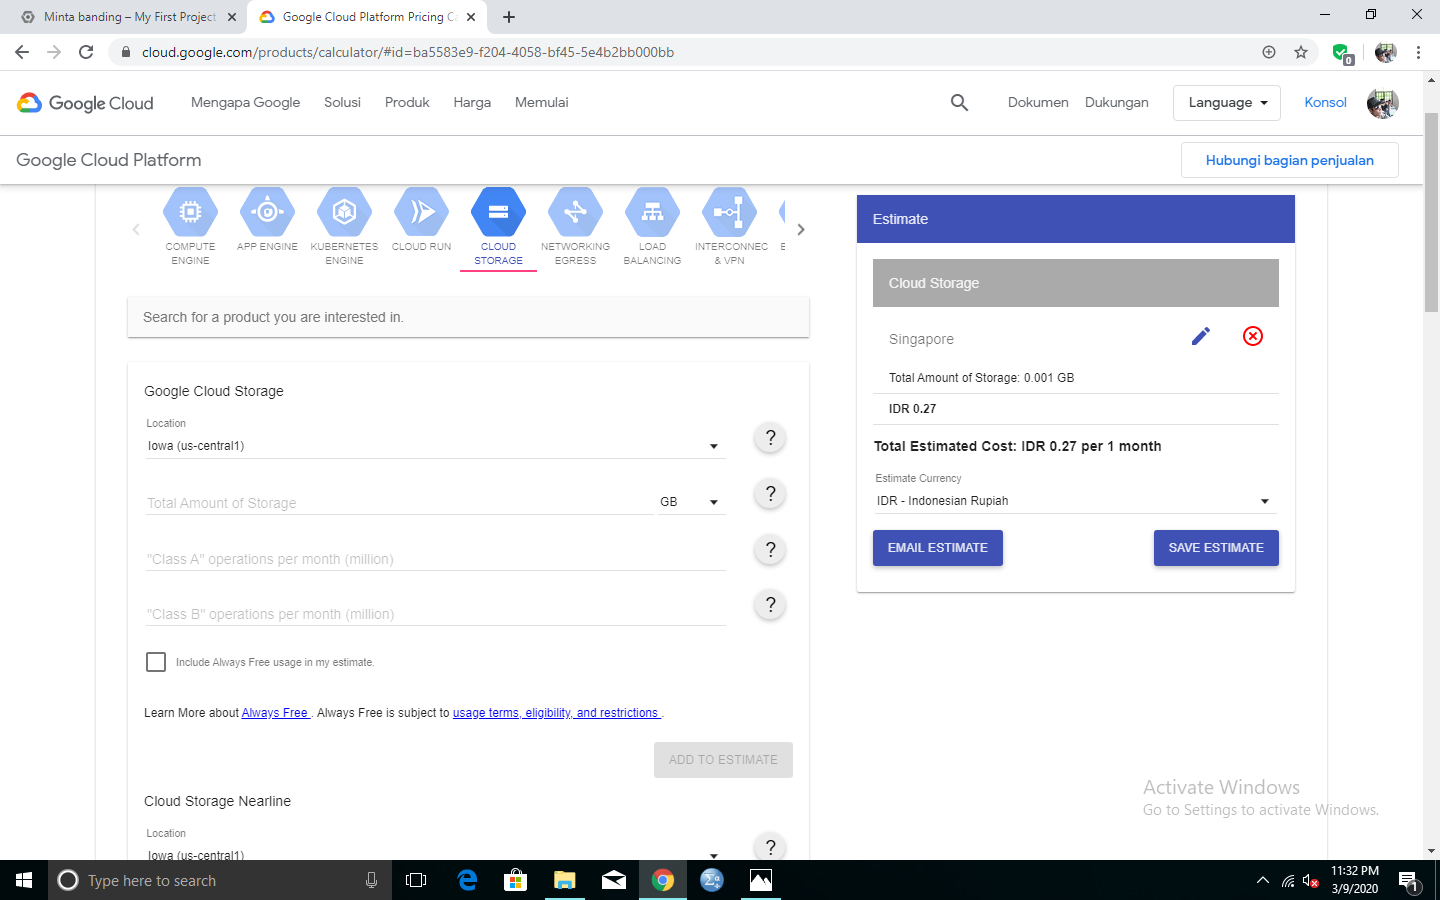 Minta banding – My First Project
Google Cloud Platform Pricing Ca
cloud.google.com/products/calculator/#id=ba5583e9-f204-4058-bf45-5e4b2bb000bb
0
Google Cloud
Mengapa Google
Solusi
Produk
Harga
Memulai
Dokumen
Dukungan
Language
Konsol
Google Cloud Platform
Hubungi bagian penjualan
COMPUTE
ENGINE
APP ENGINE
KUBERNETES
ENGINE
CLOUD RUN
CLOUD
STORAGE
NETWORKING
EGRESS
LOAD
BALANCING
INTERCONNEC
& VPN
E
Search for a product you are interested in.
Google Cloud Storage
Location
Iowa (us-central1)
?
Total Amount of Storage
GB
?
"Class A" operations per month (million)
?
"Class B" operations per month (million)
?
Include Always Free usage in my estimate.
Learn More about Always Free . Always Free is subject to usage terms, eligibility, and restrictions .
ADD TO ESTIMATE
Cloud Storage Nearline
Location
Iowa (us-central1)
?
Estimate
Cloud Storage
Singapore
Total Amount of Storage: 0.001 GB
IDR 0.27
Total Estimated Cost: IDR 0.27 per 1 month
Estimate Currency
IDR - Indonesian Rupiah
EMAIL ESTIMATE
SAVE ESTIMATE
Activate Windows
Go to Settings to activate Windows.
Type here to search
11:32 PM
3/9/2020
1